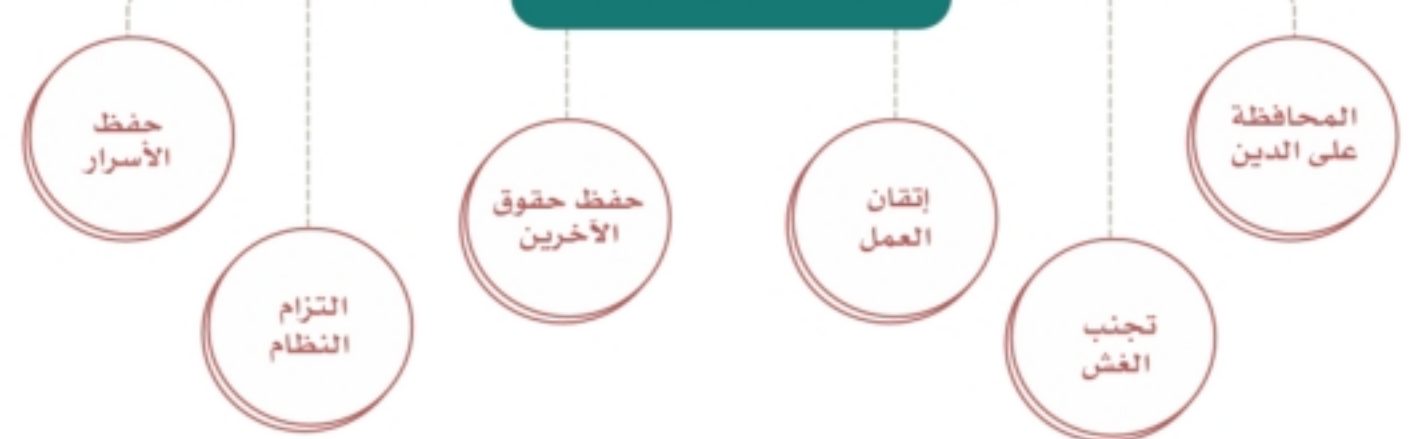 المحافظة
على الدين
تجنب
الغش
إتقان
العمل
حفظ حقوق
الآخرين
التزام
النظام
حفظ
الأسرار